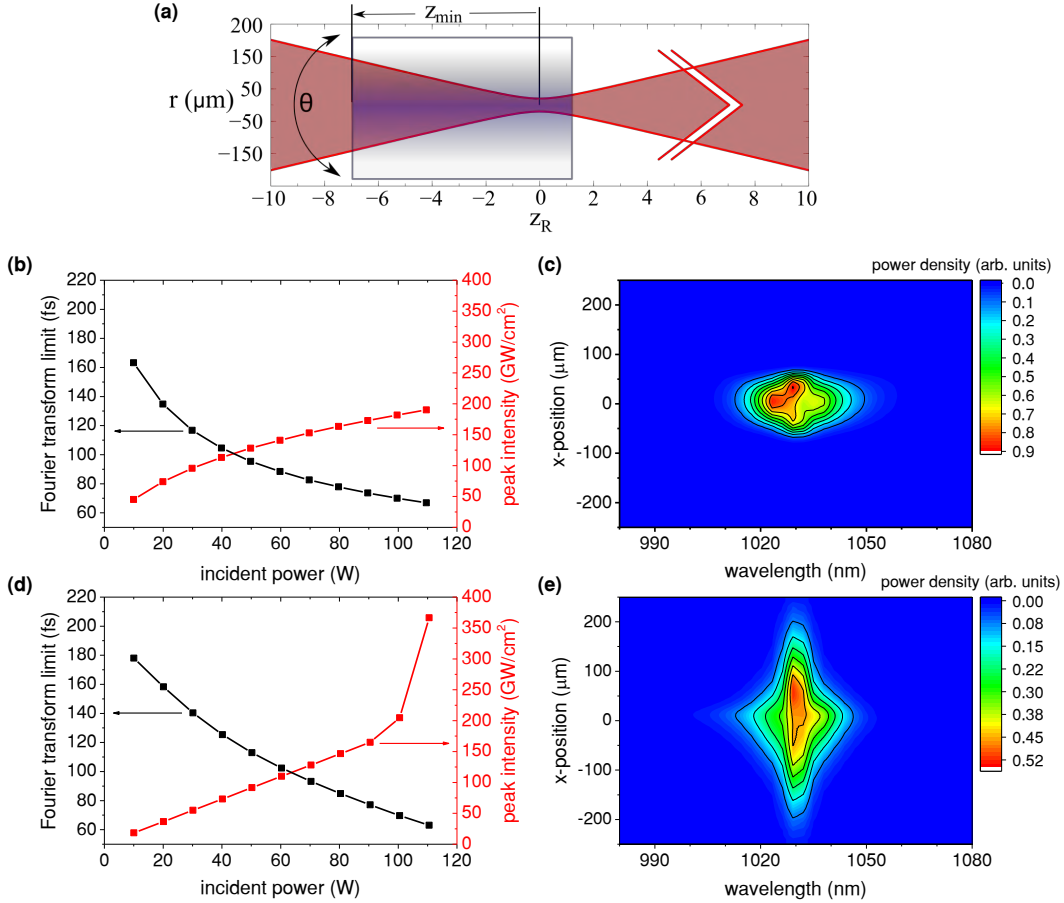 (a)
200
150
100
50
0
−50
−150
r (μm)
θ
z_min
−10 −8 −6 −4 −2 0 2 4 6 8 10
z_R
(b)
Fourier transform limit (fs)
220
200
180
160
140
120
100
80
60
400
350
300
250
200
150
100
50
0
peak intensity (GW/cm²)
0 20 40 60 80 100 120
incident power (W)
(c)
power density (arb. units)
0.0
0.1
0.2
0.3
0.4
0.5
0.6
0.7
0.8
0.9
x-position (µm)
200
100
0
-100
-200
990 1020 1050 1080
wavelength (nm)
(d)
Fourier transform limit (fs)
220
200
180
160
140
120
100
80
60
400
350
300
250
200
150
100
50
0
peak intensity (GW/cm²)
0 20 40 60 80 100 120
incident power (W)
(e)
power density (arb. units)
0.00
0.08
0.15
0.22
0.30
0.38
0.45
0.52
x-position (µm)
200
100
0
-100
-200
990 1020 1050 1080
wavelength (nm)